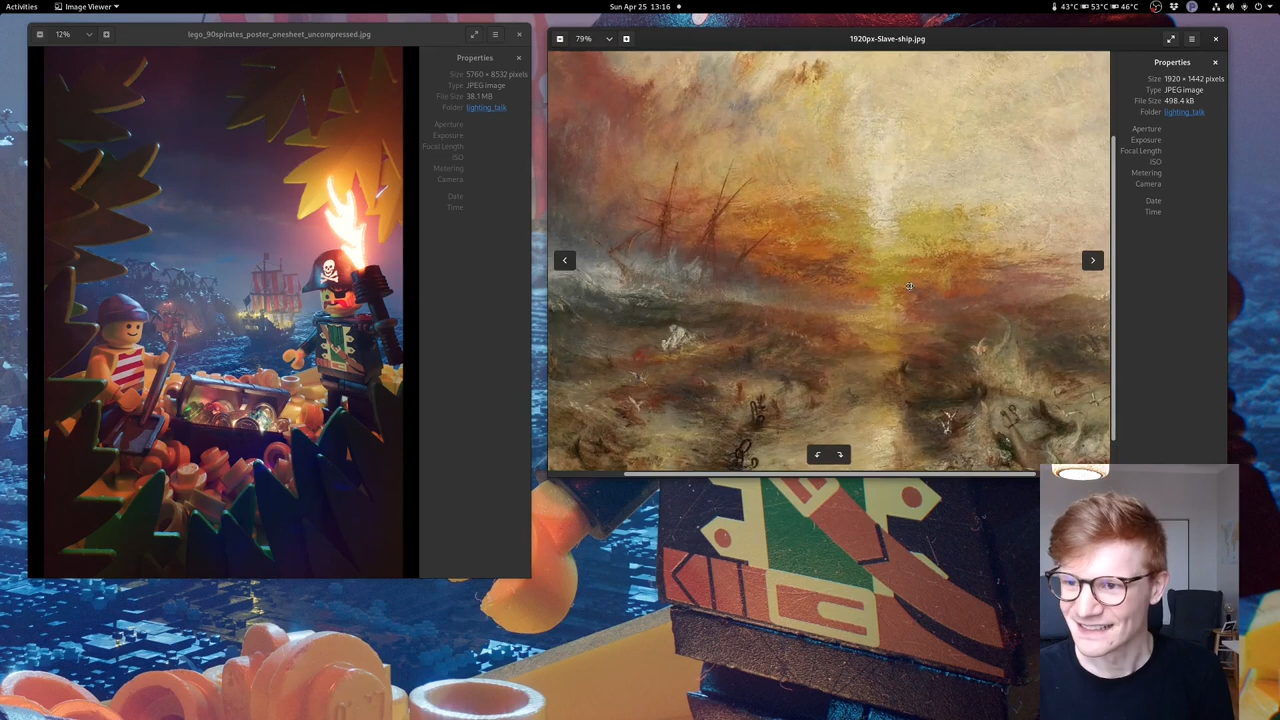 Activities Image Viewer Sun Apr 25 13:16 43°C 53°C 46°C
12% lego_90spirates_poster_onesheet_uncompressed.jpg
Properties
Size 5760 × 8532 pixels
Type JPEG image
File Size 38.1 MB
Folder lighting_talk
Aperture
Exposure
Focal Length
ISO
Metering
Camera
Date
Time
79% 1920px-Slave-ship.jpg
Properties
Size 1920 × 1442 pixels
Type JPEG image
File Size 498.4 kB
Folder lighting_talk
Aperture
Exposure
Focal Length
ISO
Metering
Camera
Date
Time